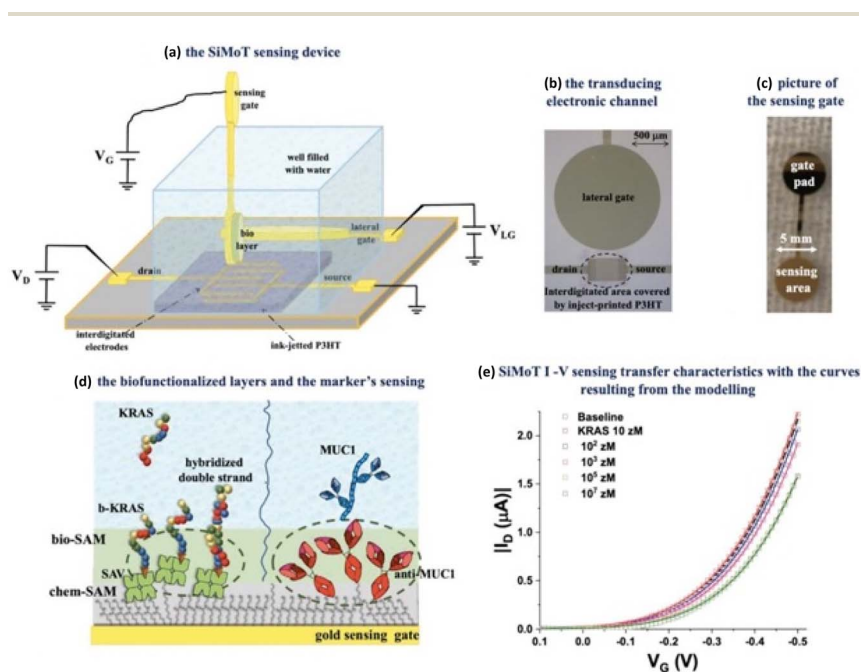 (a) the SiMoT sensing device
sensing
gate
V_G
well filled
with water
bio
layer
lateral
gate
V_LG
V_D
drain
source
interdigitated
electrodes
ink-jetted P3HT
(b) the transducing
electronic channel
500 µm
lateral gate
drain
source
Interdigitated area covered
by inject-printed P3HT
(c) picture of
the sensing gate
gate
pad
5 mm
sensing
area
(d) the biofunctionalized layers and the marker's sensing
KRAS
hybridized
double strand
MUC1
b-KRAS
bio-SAM
SAV
anti-MUC1
chem-SAM
gold sensing gate
(e) SiMoT I -V sensing transfer characteristics with the curves
resulting from the modelling
Baseline
KRAS 10 zM
10² zM
10³ zM
10⁵ zM
10⁷ zM
|I_D (µA)|
2.0
1.5
1.0
0.5
0.0
0.1 0.0 -0.1 -0.2 -0.3 -0.4 -0.5
V_G (V)